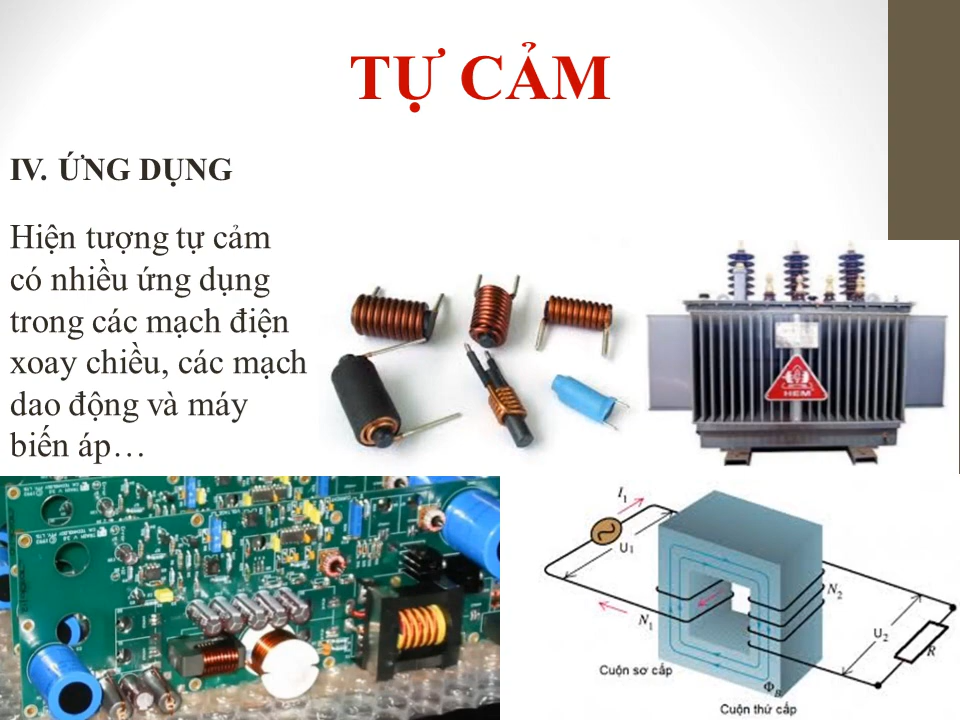 TỰ CẢM
IV. ỨNG DỤNG
Hiện tượng tự cảm
có nhiều ứng dụng
trong các mạch điện
xoay chiều, các mạch
dao động và máy
biến áp…
HEM
I1
U1
N1
N2
U2
R
Cuộn sơ cấp
ΦB
Cuộn thứ cấp